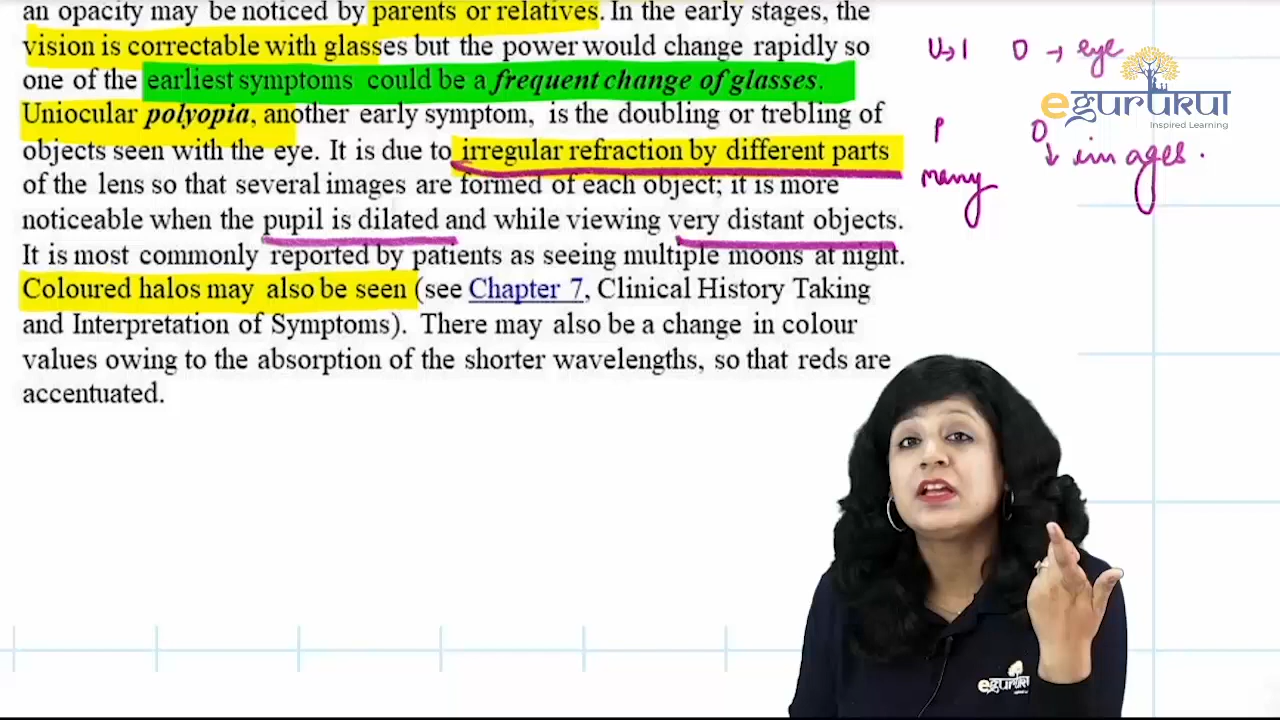 an opacity may be noticed by parents or relatives. In the early stages, the
vision is correctable with glasses but the power would change rapidly so
one of the earliest symptoms could be a frequent change of glasses.
Uniocular polyopia, another early symptom, is the doubling or trebling of
objects seen with the eye. It is due to irregular refraction by different parts
of the lens so that several images are formed of each object; it is more
noticeable when the pupil is dilated and while viewing very distant objects.
It is most commonly reported by patients as seeing multiple moons at night.
Coloured halos may also be seen (see Chapter 7, Clinical History Taking
and Interpretation of Symptoms). There may also be a change in colour
values owing to the absorption of the shorter wavelengths, so that reds are
accentuated.
U→1 O → eye
egurukul
Inspired Learning
P O
↓ images.
many
egurukul